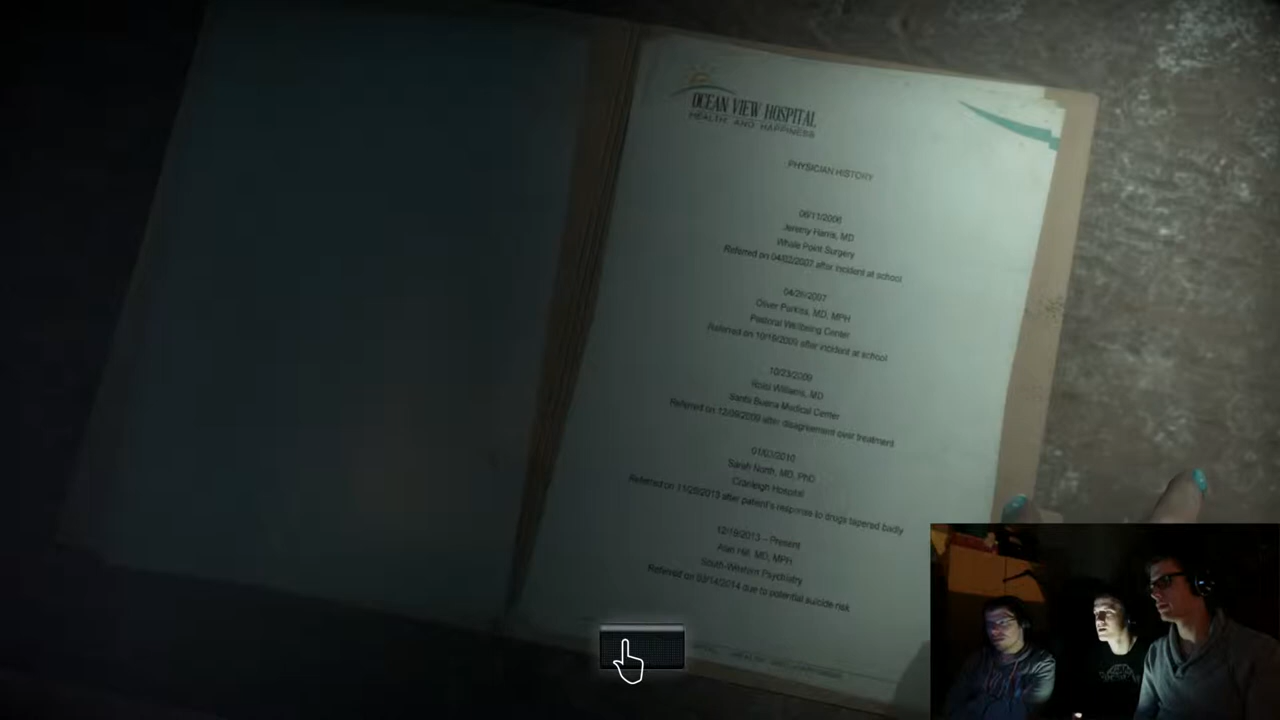 OCEAN VIEW HOSPITAL
HEALTH AND HAPPINESS
PHYSICIAN HISTORY
06/11/2006
Jeremy Harris, MD
Whale Point Surgery
Referred on 04/02/2007 after incident at school
04/26/2007
Oliver Purkiss, MD, MPH
Pastoral Wellbeing Center
Referred on 10/16/2009 after incident at school
10/23/2009
Williams, MD
Santa Buena Medical Center
Referred on 12/09/2009 after disagreement over treatment
01/03/2010
Sarah North, MD, PhD
Cranleigh Hospital
Referred on 11/26/2013 after patient's response to drugs tapered badly
12/16/2013 – Present
Alan Hill, MD, MPH
South-Western Psychiatry
Referred on 03/14/2014 due to potential suicide risk